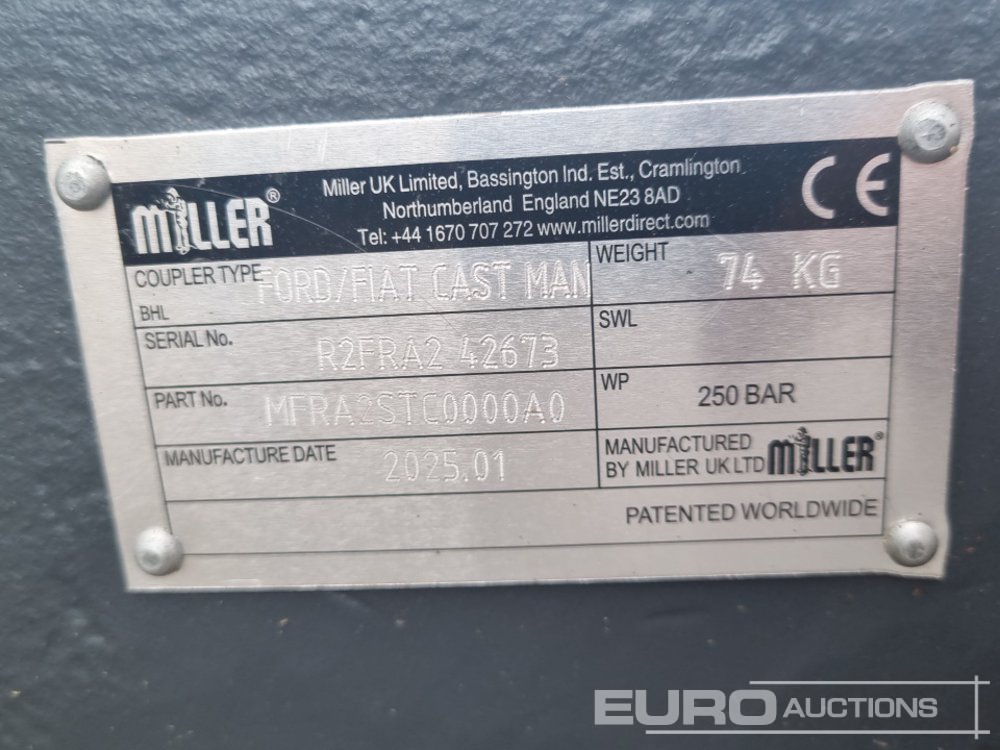 MILLER®
Miller UK Limited, Bassington Ind. Est., Cramlington
Northumberland England NE23 8AD
Tel: +44 1670 707 272 www.millerdirect.com
CE
COUPLER TYPE FORD/FIAT CAST MAN
BHL
WEIGHT 74 KG
SERIAL No. R2FRA2 42673
SWL
PART No. MFRA2STC0000A0
WP 250 BAR
MANUFACTURE DATE 2025.01
MANUFACTURED
BY MILLER UK LTD MILLER®
PATENTED WORLDWIDE
EURO AUCTIONS